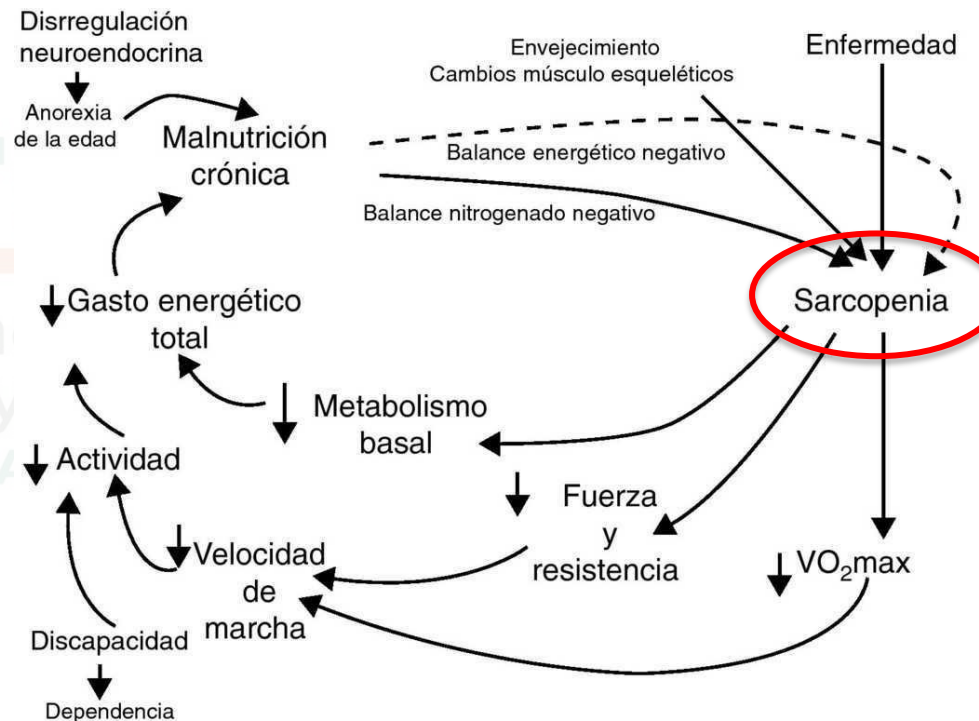 Disrregulación
neuroendocrina
Anorexia
de la edad
Malnutrición
crónica
Envejecimiento
Cambios músculo esqueléticos
Enfermedad
Balance energético negativo
Balance nitrogenado negativo
Sarcopenia
Gasto energético
total
Metabolismo
basal
Actividad
Fuerza
y
resistencia
VO₂max
Velocidad
de
marcha
Discapacidad
Dependencia